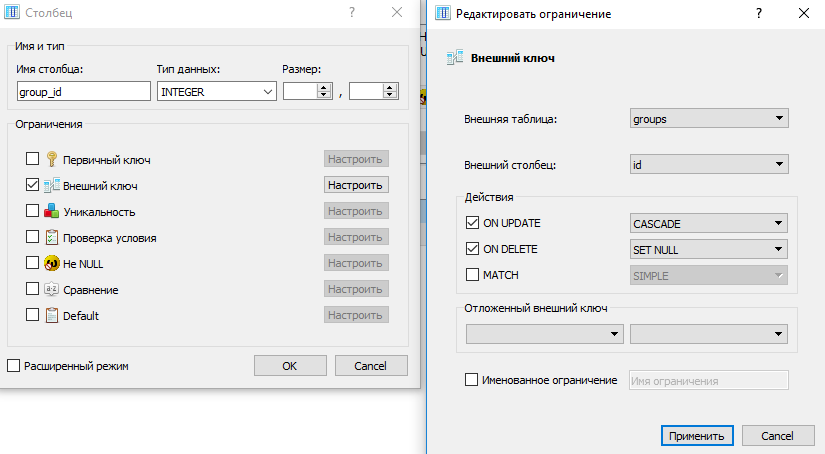 Столбец
Имя и тип
Имя столбца:
Тип данных:
Размер:
group_id
INTEGER
,
Ограничения
Первичный ключ
Настроить
Внешний ключ
Настроить
Уникальность
Настроить
Проверка условия
Настроить
Не NULL
Настроить
Сравнение
Настроить
Default
Настроить
Расширенный режим
OK
Cancel
Редактировать ограничение
?
Внешний ключ
Внешняя таблица:
groups
Внешний столбец:
id
Действия
ON UPDATE
CASCADE
ON DELETE
SET NULL
MATCH
SIMPLE
Отложенный внешний ключ
Именованное ограничение
Имя ограничения
Применить
Cancel